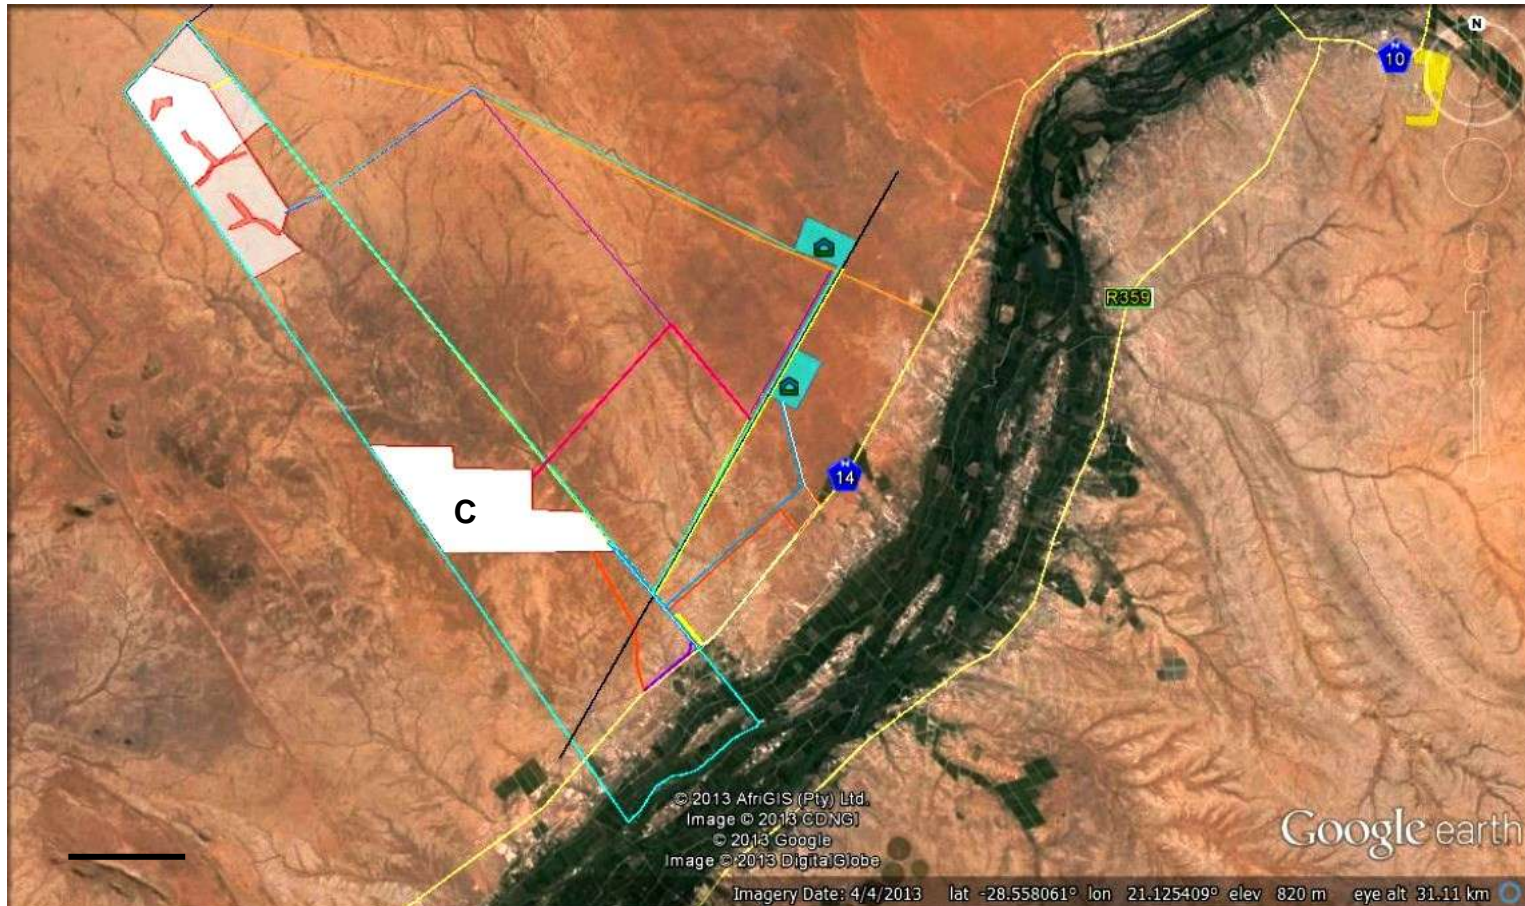 N
N
10
R359
N
14
C
© 2013 AfriGIS (Pty) Ltd.
Image © 2013 CDNGI
© 2013 Google
Image © 2013 DigitalGlobe
Google earth
Imagery Date: 4/4/2013 lat -28.558061° lon 21.125409° elev 820 m eye alt 31.11 km